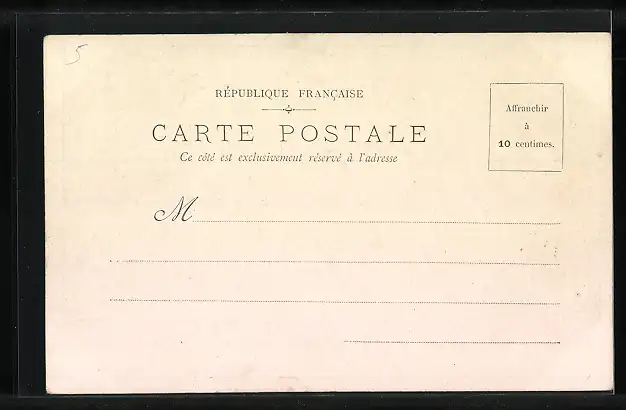 5
RÉPUBLIQUE FRANÇAISE
CARTE POSTALE
Ce côté est exclusivement réservé à l'adresse
Affranchir
à
10 centimes.
M